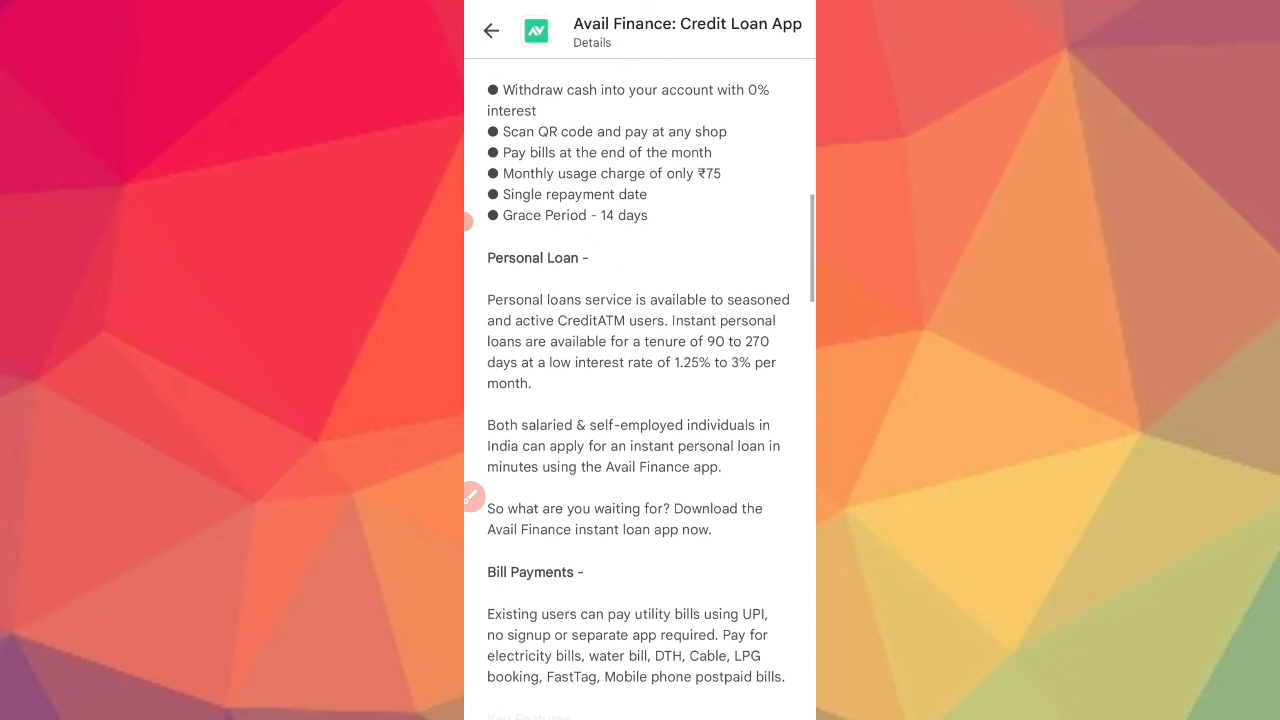 Avail Finance: Credit Loan App
Details
● Withdraw cash into your account with 0%
interest
● Scan QR code and pay at any shop
● Pay bills at the end of the month
● Monthly usage charge of only ₹75
● Single repayment date
● Grace Period - 14 days
Personal Loan -
Personal loans service is available to seasoned
and active CreditATM users. Instant personal
loans are available for a tenure of 90 to 270
days at a low interest rate of 1.25% to 3% per
month.
Both salaried & self-employed individuals in
India can apply for an instant personal loan in
minutes using the Avail Finance app.
So what are you waiting for? Download the
Avail Finance instant loan app now.
Bill Payments -
Existing users can pay utility bills using UPI,
no signup or separate app required. Pay for
electricity bills, water bill, DTH, Cable, LPG
booking, FastTag, Mobile phone postpaid bills.
Key Features